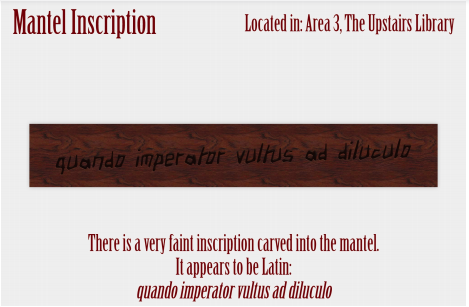 Mantel Inscription
Located in: Area 3, The Upstairs Library
quando imperator vultus ad diluculo
There is a very faint inscription carved into the mantel.
It appears to be Latin:
quando imperator vultus ad diluculo